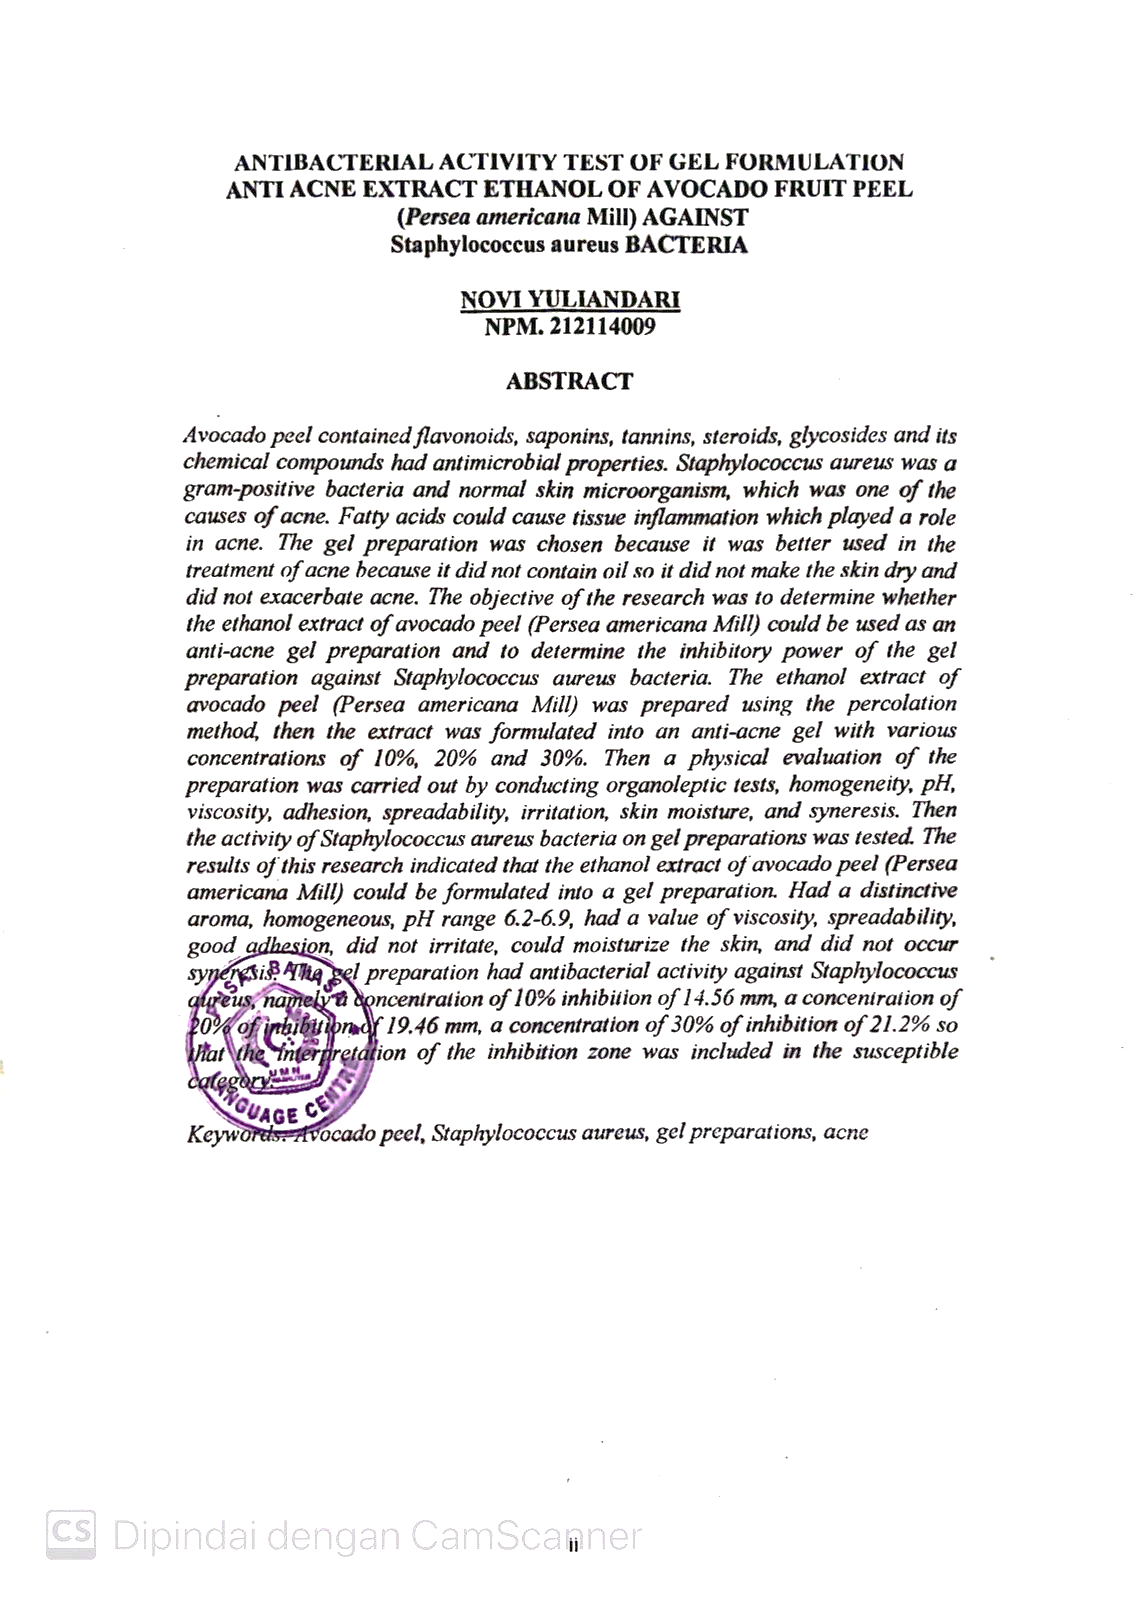 ANTIBACTERIAL ACTIVITY TEST OF GEL FORMULATION
ANTI ACNE EXTRACT ETHANOL OF AVOCADO FRUIT PEEL
(Persea americana Mill) AGAINST
Staphylococcus aureus BACTERIA
NOVI YULIANDARI
NPM. 212114009
ABSTRACT
Avocado peel contained flavonoids, saponins, tannins, steroids, glycosides and its
chemical compounds had antimicrobial properties. Staphylococcus aureus was a
gram-positive bacteria and normal skin microorganism, which was one of the
causes of acne. Fatty acids could cause tissue inflammation which played a role
in acne. The gel preparation was chosen because it was better used in the
treatment of acne because it did not contain oil so it did not make the skin dry and
did not exacerbate acne. The objective of the research was to determine whether
the ethanol extract of avocado peel (Persea americana Mill) could be used as an
anti-acne gel preparation and to determine the inhibitory power of the gel
preparation against Staphylococcus aureus bacteria. The ethanol extract of
avocado peel (Persea americana Mill) was prepared using the percolation
method, then the extract was formulated into an anti-acne gel with various
concentrations of 10%, 20% and 30%. Then a physical evaluation of the
preparation was carried out by conducting organoleptic tests, homogeneity, pH,
viscosity, adhesion, spreadability, irritation, skin moisture, and syneresis. Then
the activity of Staphylococcus aureus bacteria on gel preparations was tested. The
results of this research indicated that the ethanol extract of avocado peel (Persea
americana Mill) could be formulated into a gel preparation. Had a distinctive
aroma, homogeneous, pH range 6.2-6.9, had a value of viscosity, spreadability,
good adhesion, did not irritate, could moisturize the skin, and did not occur
syneresis. The gel preparation had antibacterial activity against Staphylococcus
aureus, namely a concentration of 10% inhibition of 14.56 mm, a concentration of
20% of inhibition of 19.46 mm, a concentration of 30% of inhibition of 21.2% so
that the interpretation of the inhibition zone was included in the susceptible
category.
PUSAT BAHASA
UMN
LANGUAGE CENTRE
Keywords: Avocado peel, Staphylococcus aureus, gel preparations, acne
CS Dipindai dengan CamScanner
ii